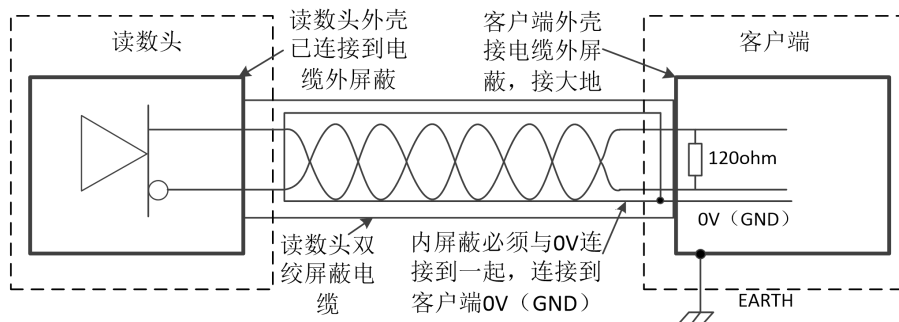 读数头
读数头外壳
已连接到电
缆外屏蔽
客户端外壳
接电缆外屏
蔽，接大地
客户端
120ohm
0V（GND）
读数头双
绞屏蔽电
缆
内屏蔽必须与0V连
接到一起，连接到
客户端0V（GND）
EARTH